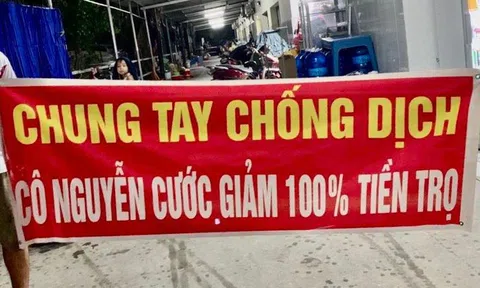 CHUNG TAY CHỐNG DỊCH
CÔ NGUYỄN CƯỚC GIẢM 100% TIỀN TRỌ